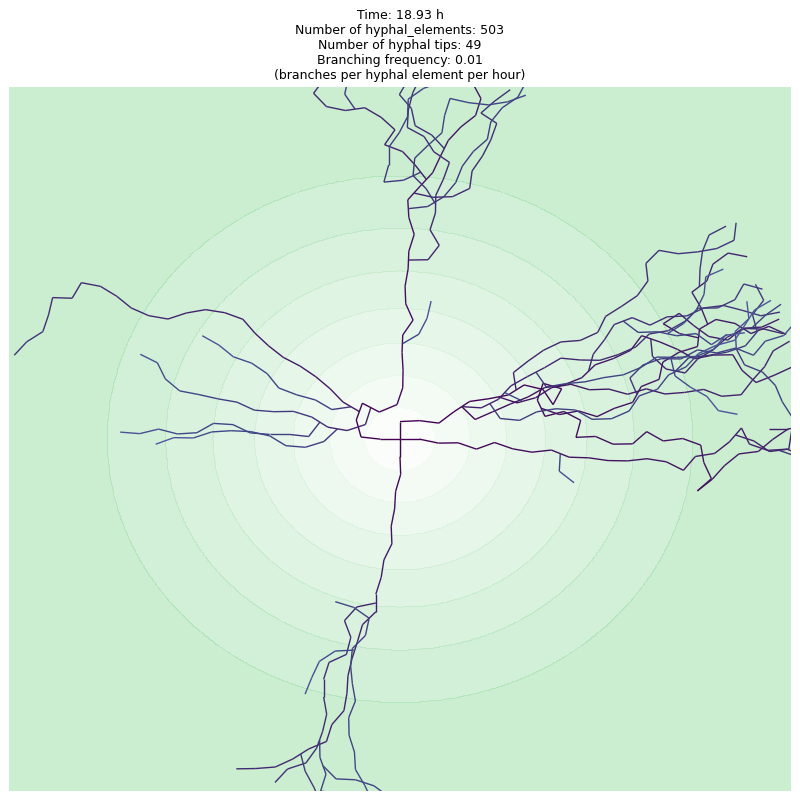 Time: 18.93 h
Number of hyphal_elements: 503
Number of hyphal tips: 49
Branching frequency: 0.01
(branches per hyphal element per hour)